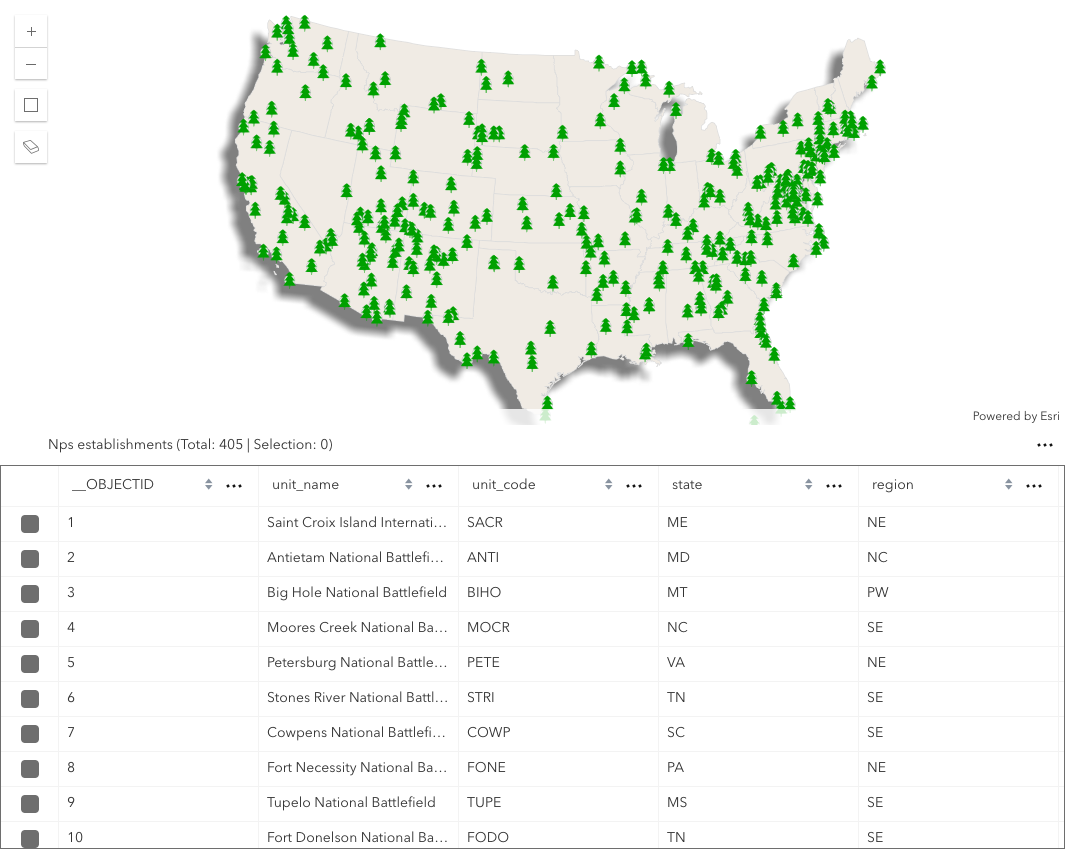 Powered by Esri
Nps establishments (Total: 405 | Selection: 0)
__OBJECTID unit_name unit_code state region
1 Saint Croix Island Internati... SACR ME NE
2 Antietam National Battlefi... ANTI MD NC
3 Big Hole National Battlefield BIHO MT PW
4 Moores Creek National Ba... MOCR NC SE
5 Petersburg National Battle... PETE VA NE
6 Stones River National Battl... STRI TN SE
7 Cowpens National Battlefi... COWP SC SE
8 Fort Necessity National Ba... FONE PA NE
9 Tupelo National Battlefield TUPE MS SE
10 Fort Donelson National Ba... FODO TN SE